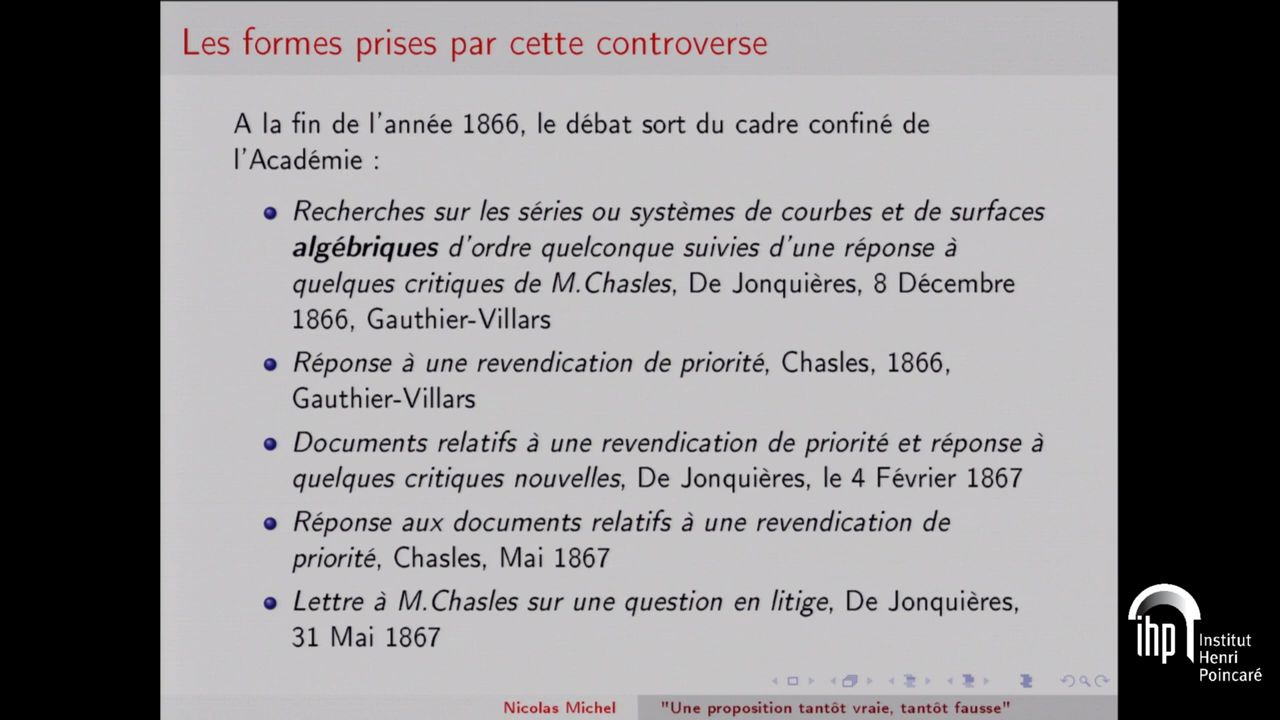 Les formes prises par cette controverse
A la fin de l'année 1866, le débat sort du cadre confiné de
l'Académie :
Recherches sur les séries ou systèmes de courbes et de surfaces
algébriques d'ordre quelconque suivies d'une réponse à
quelques critiques de M.Chasles, De Jonquières, 8 Décembre
1866, Gauthier-Villars
Réponse à une revendication de priorité, Chasles, 1866,
Gauthier-Villars
Documents relatifs à une revendication de priorité et réponse à
quelques critiques nouvelles, De Jonquières, le 4 Février 1867
Réponse aux documents relatifs à une revendication de
priorité, Chasles, Mai 1867
Lettre à M.Chasles sur une question en litige, De Jonquières,
31 Mai 1867
Nicolas Michel
"Une proposition tantôt vraie, tantôt fausse"
ihp
Institut
Henri
Poincaré